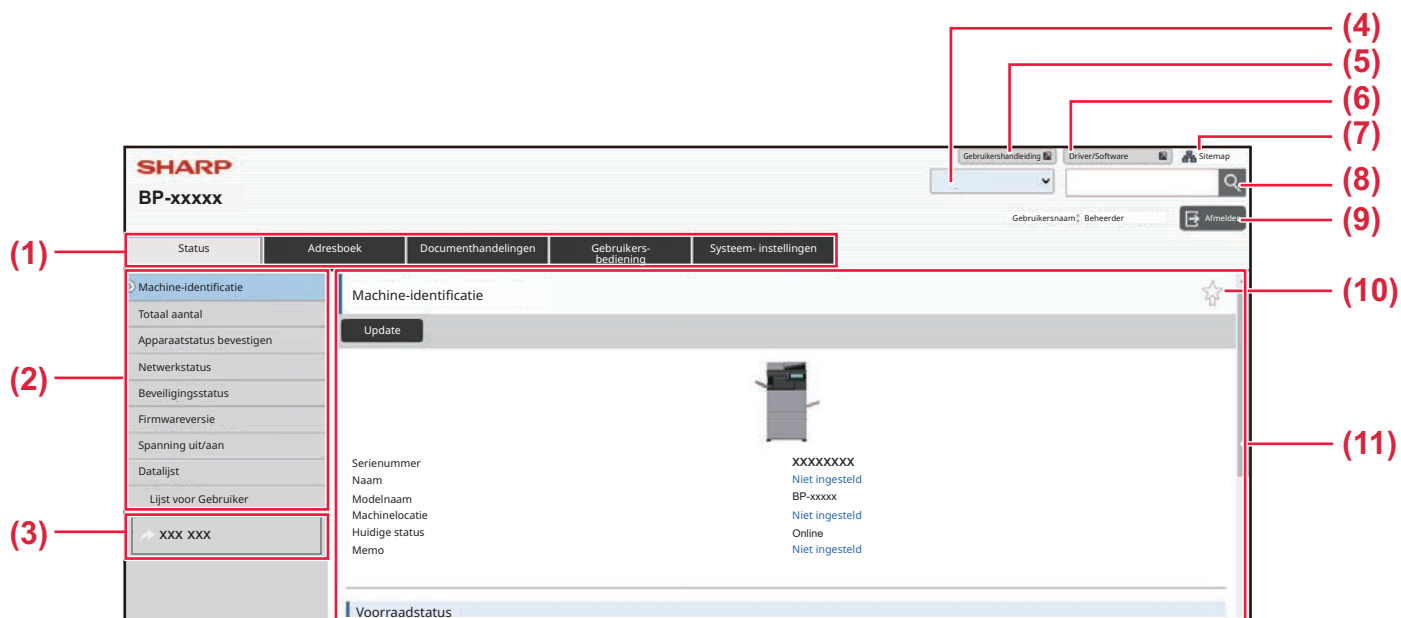 (4)
(5)
(6)
(7)
Gebruikershandleiding Driver/Software Sitemap
SHARP
BP-xxxxx
(8)
Gebruikersnaam: Beheerder Afmelden
(9)
(1)
Status Adresboek Documenthandelingen Gebruikers- bediening Systeem- instellingen
Machine-identificatie
Totaal aantal
Apparaatstatus bevestigen
Netwerkstatus
Beveiligingsstatus
Firmwareversie
Spanning uit/aan
Datalijst
Lijst voor Gebruiker
(2)
XXX XXX
(3)
Machine-identificatie
(10)
Update
(11)
Serienummer XXXXXXXX
Naam Niet ingesteld
Modelnaam BP-xxxxx
Machinelocatie Niet ingesteld
Huidige status Online
Memo Niet ingesteld
Voorraadstatus